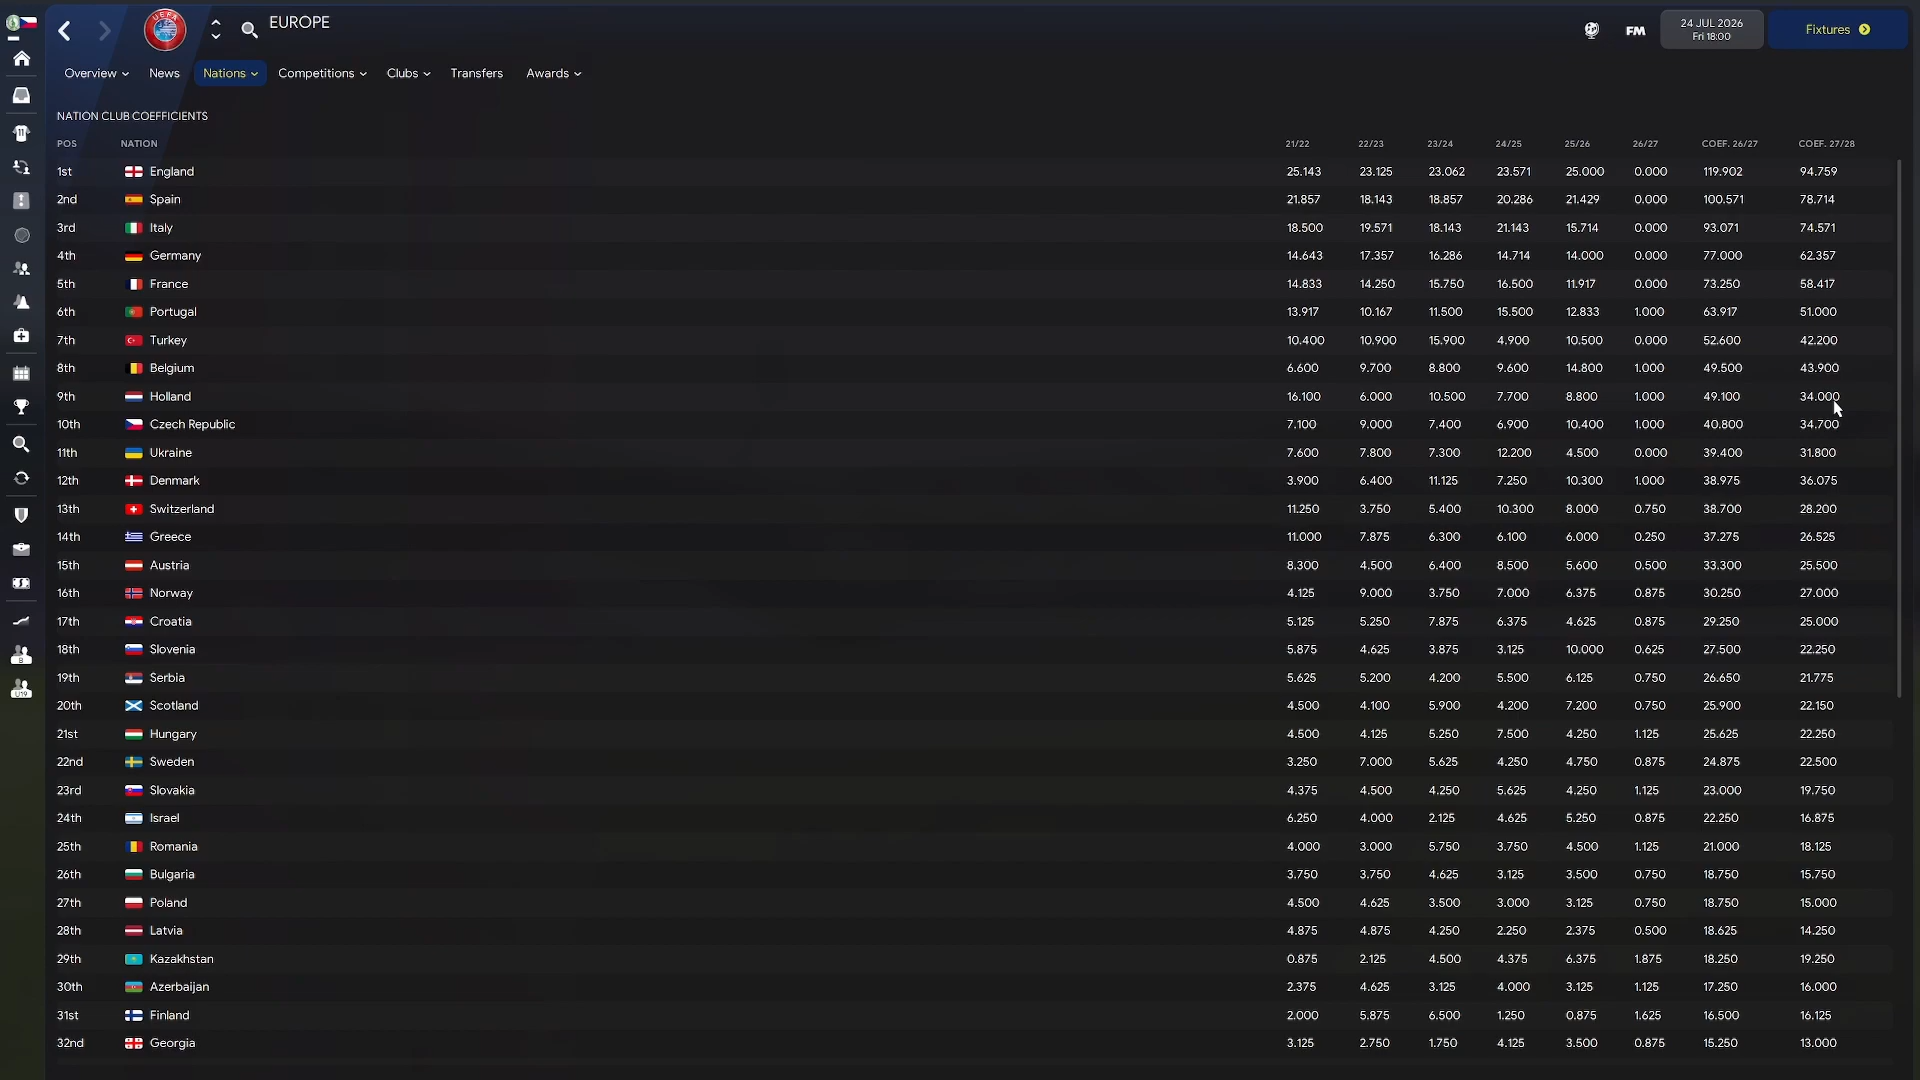 EUROPE
24 JUL 2026
Fri 18:00
FM
Fixtures
Overview News Nations Competitions Clubs Transfers Awards
NATION CLUB COEFFICIENTS
POS NATION 21/22 22/23 23/24 24/25 25/26 26/27 COEF. 26/27 COEF. 27/28
1st England 25.143 23.125 23.062 23.571 25.000 0.000 119.902 94.759
2nd Spain 21.857 18.143 18.857 20.286 21.429 0.000 100.571 78.714
3rd Italy 18.500 19.571 18.143 21.143 15.714 0.000 93.071 74.571
4th Germany 14.643 17.357 16.286 14.714 14.000 0.000 77.000 62.357
5th France 14.833 14.250 15.750 16.500 11.917 0.000 73.250 58.417
6th Portugal 13.917 10.167 11.500 15.500 12.833 1.000 63.917 51.000
7th Turkey 10.400 10.900 15.900 4.900 10.500 0.000 52.600 42.200
8th Belgium 6.600 9.700 8.800 9.600 14.800 1.000 49.500 43.900
9th Holland 16.100 6.000 10.500 7.700 8.800 1.000 49.100 34.000
10th Czech Republic 7.100 9.000 7.400 6.900 10.400 1.000 40.800 34.700
11th Ukraine 7.600 7.800 7.300 12.200 4.500 0.000 39.400 31.800
12th Denmark 3.900 6.400 11.125 7.250 10.300 1.000 38.975 36.075
13th Switzerland 11.250 3.750 5.400 10.300 8.000 0.750 38.700 28.200
14th Greece 11.000 7.875 6.300 6.100 6.000 0.250 37.275 26.525
15th Austria 8.300 4.500 6.400 8.500 5.600 0.500 33.300 25.500
16th Norway 4.125 9.000 3.750 7.000 6.375 0.875 30.250 27.000
17th Croatia 5.125 5.250 7.875 6.375 4.625 0.875 29.250 25.000
18th Slovenia 5.875 4.625 3.875 3.125 10.000 0.625 27.500 22.250
19th Serbia 5.625 5.200 4.200 5.500 6.125 0.750 26.650 21.775
20th Scotland 4.500 4.100 5.900 4.200 7.200 0.750 25.900 22.150
21st Hungary 4.500 4.125 5.250 7.500 4.250 1.125 25.625 22.250
22nd Sweden 3.250 7.000 5.625 4.250 4.750 0.875 24.875 22.500
23rd Slovakia 4.375 4.500 4.250 5.625 4.250 1.125 23.000 19.750
24th Israel 6.250 4.000 2.125 4.625 5.250 0.875 22.250 16.875
25th Romania 4.000 3.000 5.750 3.750 4.500 1.125 21.000 18.125
26th Bulgaria 3.750 3.750 4.625 3.125 3.500 0.750 18.750 15.750
27th Poland 4.500 4.625 3.500 3.000 3.125 0.750 18.750 15.000
28th Latvia 4.875 4.875 4.250 2.250 2.375 0.500 18.625 14.250
29th Kazakhstan 0.875 2.125 4.500 4.375 6.375 1.875 18.250 19.250
30th Azerbaijan 2.375 4.625 3.125 4.000 3.125 1.125 17.250 16.000
31st Finland 2.000 5.875 6.500 1.250 0.875 1.625 16.500 16.125
32nd Georgia 3.125 2.750 1.750 4.125 3.500 0.875 15.250 13.000